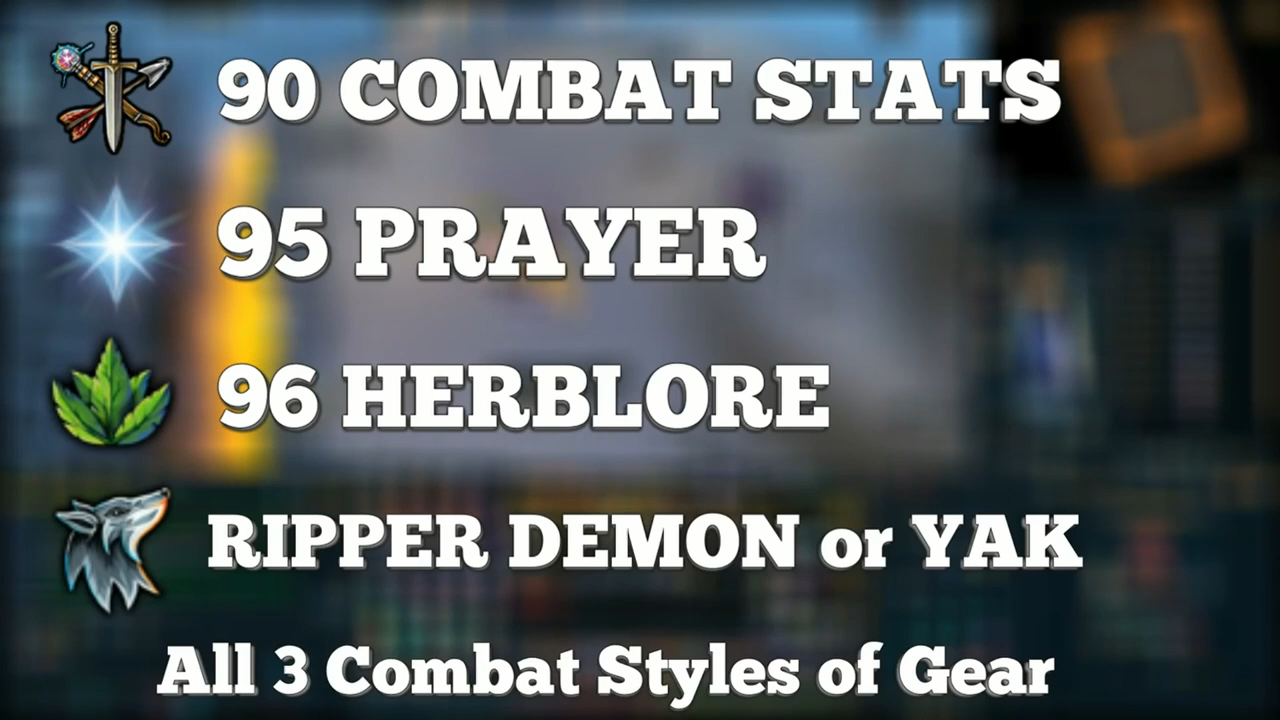 90 COMBAT STATS
95 PRAYER
96 HERBLORE
RIPPER DEMON or YAK
All 3 Combat Styles of Gear